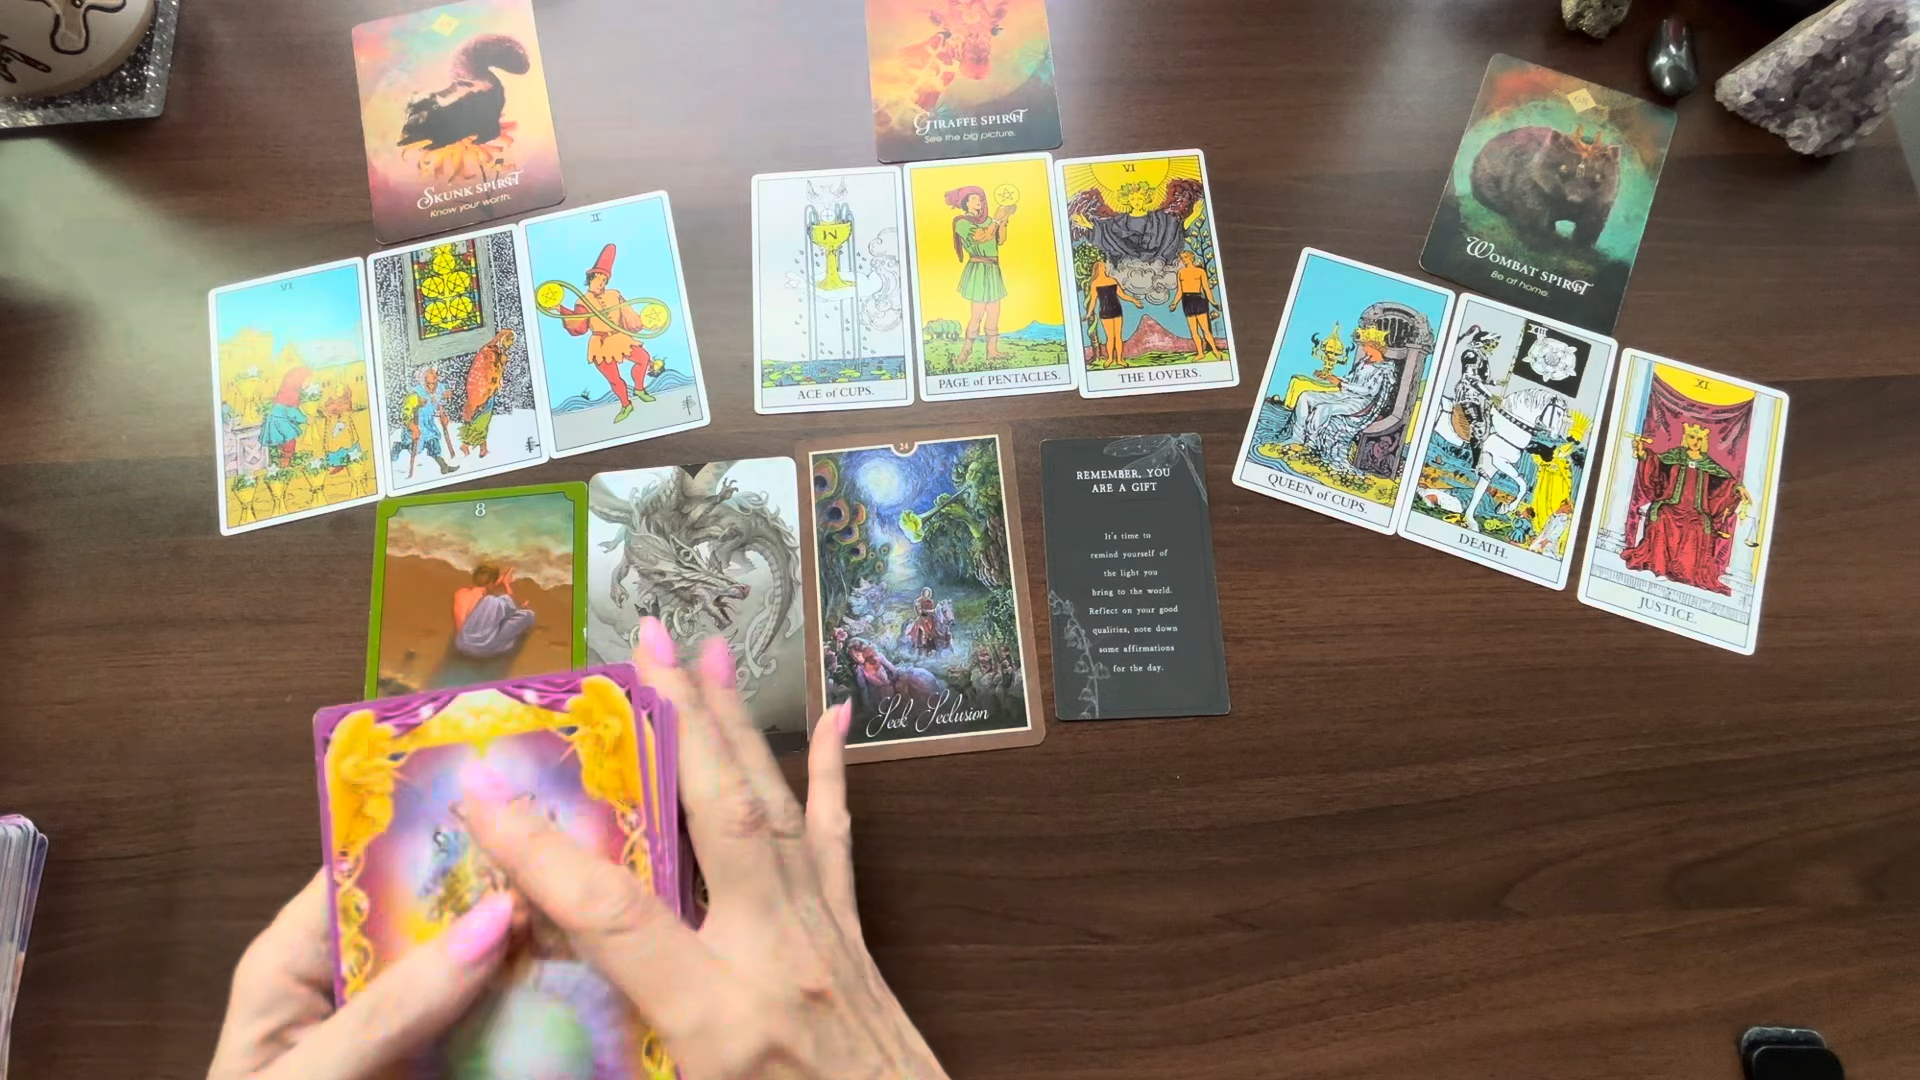 SKUNK SPIRIT
Know your worth.
GIRAFFE SPIRIT
See the big picture.
WOMBAT SPIRIT
Be at home.
VI
II
ACE of CUPS.
PAGE of PENTACLES.
VI
THE LOVERS.
QUEEN of CUPS.
XIII
DEATH.
XI
JUSTICE.
8
24
Seek Seclusion
REMEMBER, YOU
ARE A GIFT
It's time to
remind yourself of
the light you
bring to the world.
Reflect on your good
qualities, note down
some affirmations
for the day.